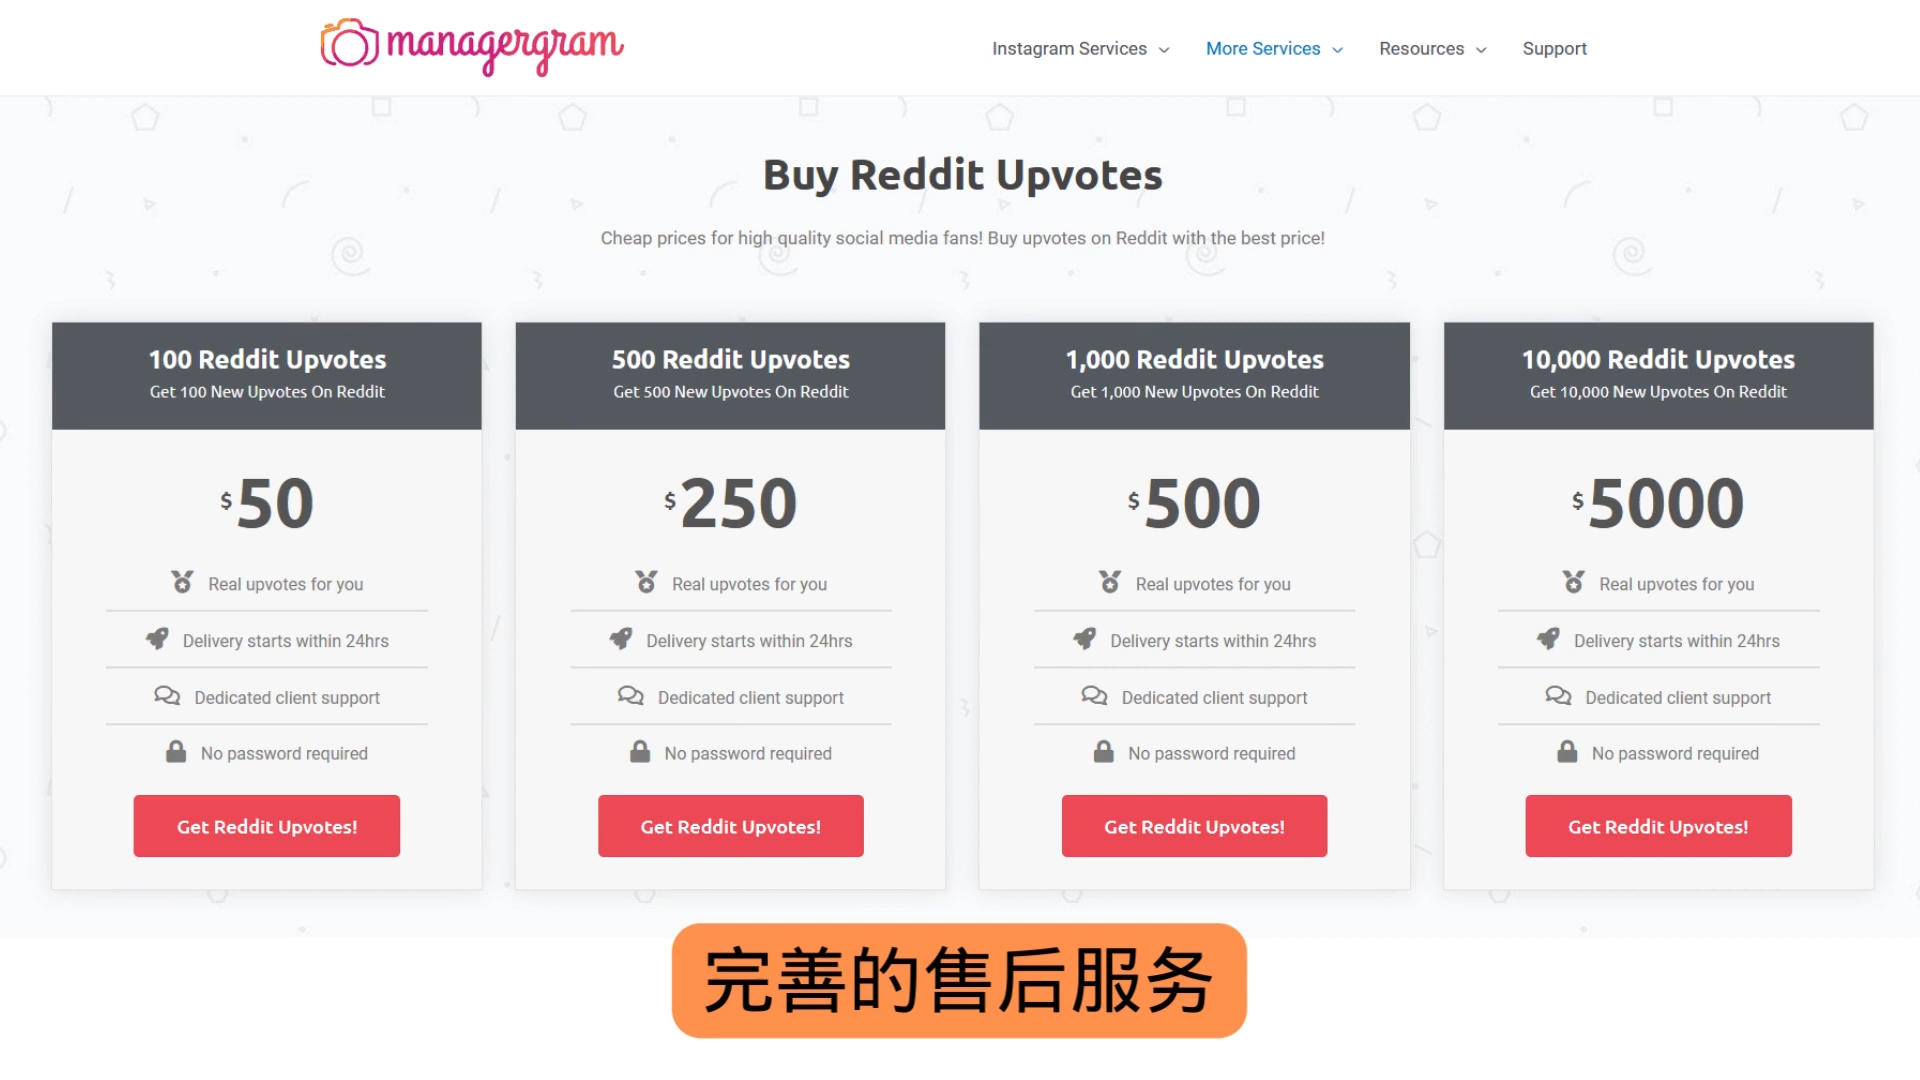 managergram
Instagram Services
More Services
Resources
Support
Buy Reddit Upvotes
Cheap prices for high quality social media fans! Buy upvotes on Reddit with the best price!
100 Reddit Upvotes
Get 100 New Upvotes On Reddit
$50
Real upvotes for you
Delivery starts within 24hrs
Dedicated client support
No password required
Get Reddit Upvotes!
500 Reddit Upvotes
Get 500 New Upvotes On Reddit
$250
Real upvotes for you
Delivery starts within 24hrs
Dedicated client support
No password required
Get Reddit Upvotes!
1,000 Reddit Upvotes
Get 1,000 New Upvotes On Reddit
$500
Real upvotes for you
Delivery starts within 24hrs
Dedicated client support
No password required
Get Reddit Upvotes!
10,000 Reddit Upvotes
Get 10,000 New Upvotes On Reddit
$5000
Real upvotes for you
Delivery starts within 24hrs
Dedicated client support
No password required
Get Reddit Upvotes!
完善的售后服务